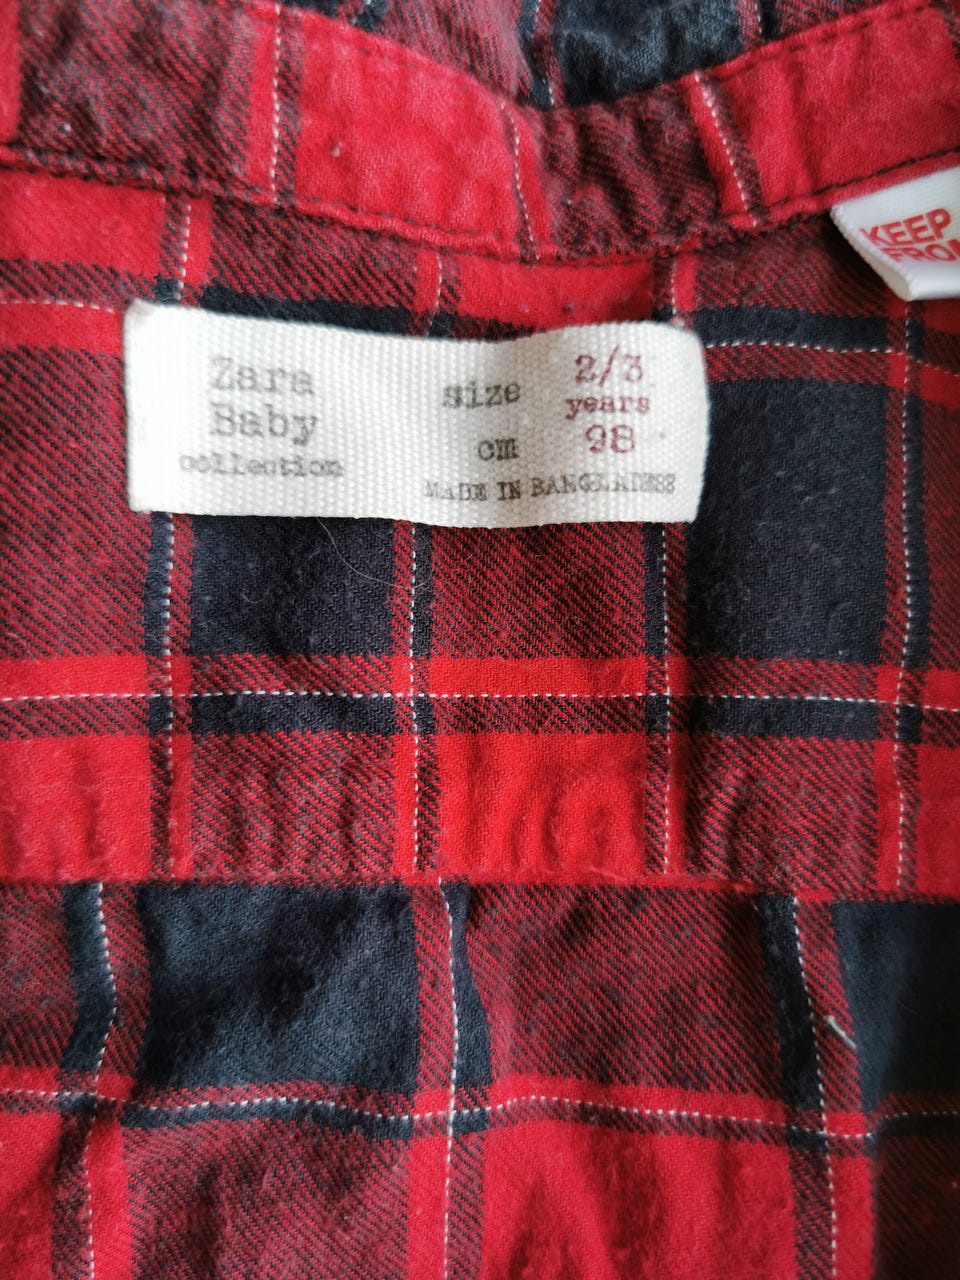 Zara
Baby
collection
size
cm
2/3
years
98
MADE IN BANGLADESH
KEEP
FROM